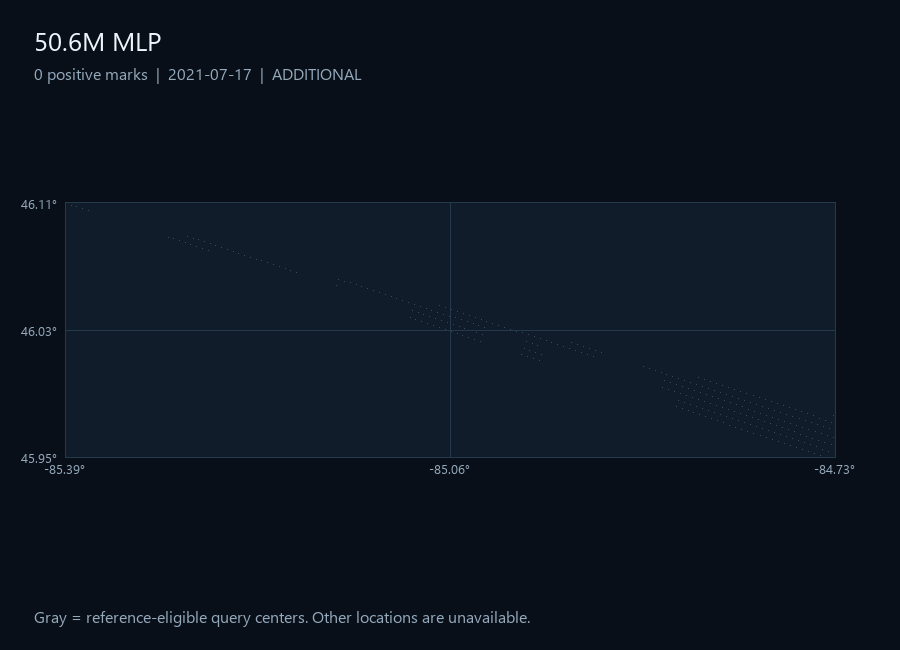 50.6M MLP
0 positive marks | 2021-07-17 | ADDITIONAL
46.11°
46.03°
45.95°
-85.39° -85.06° -84.73°
Gray = reference-eligible query centers. Other locations are unavailable.